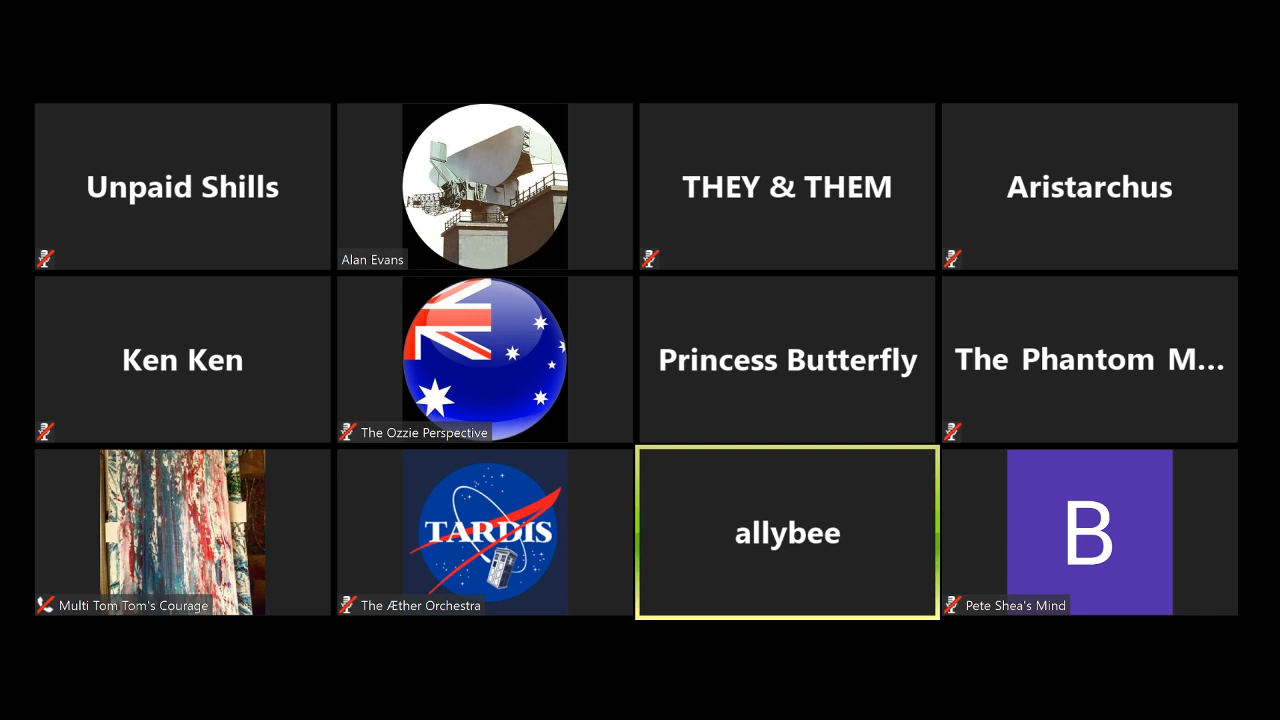 Unpaid Shills
Alan Evans
THEY & THEM
Aristarchus
Ken Ken
The Ozzie Perspective
Princess Butterfly
The Phantom M...
Multi Tom Tom's Courage
TARDIS
The Æther Orchestra
allybee
B
Pete Shea's Mind